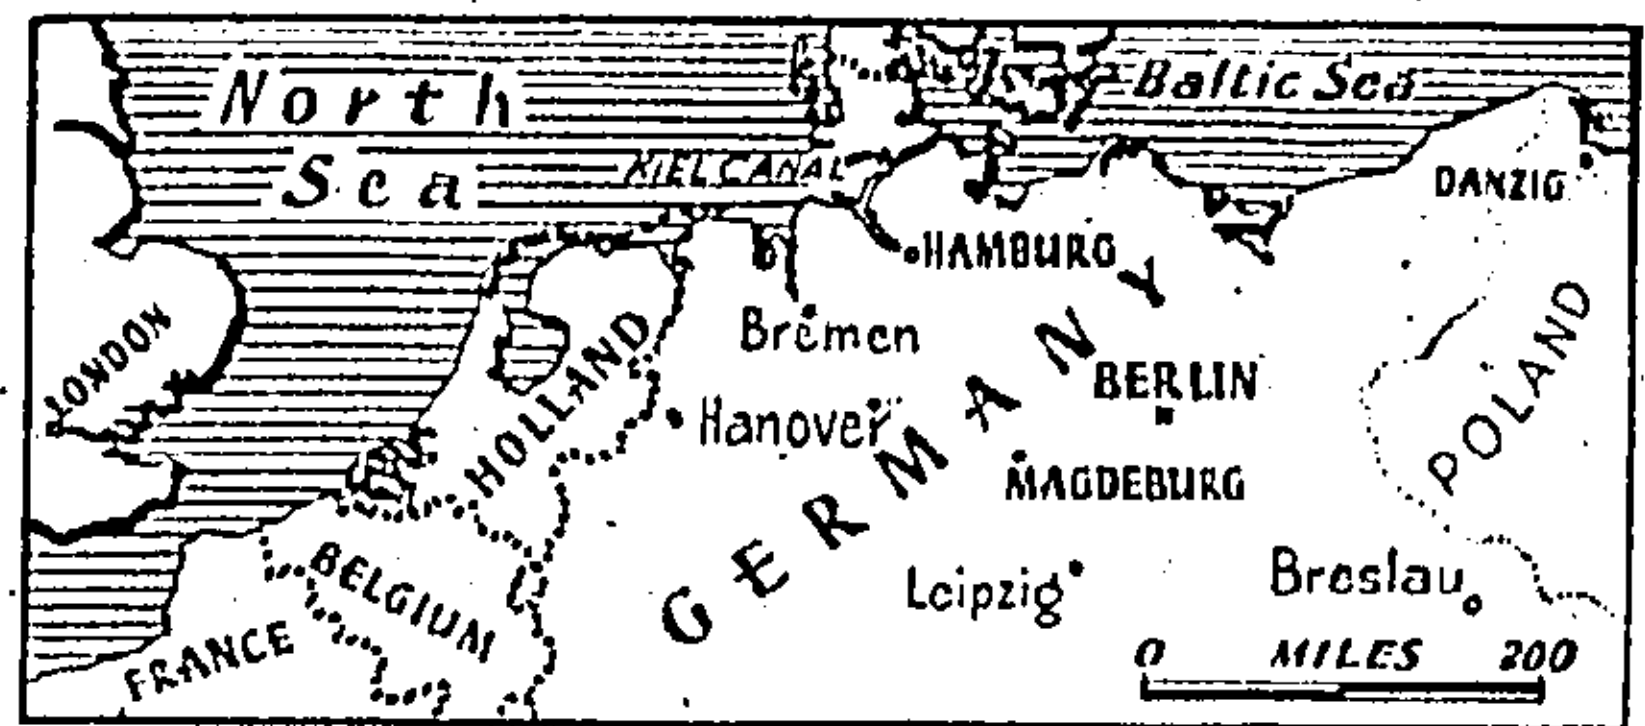 North
Sea
Baltic Sea
KIEL CANAL
DANZIG
HAMBURG
LONDON
Bremen
HOLLAND
BERLIN
POLAND
Hanover
GERMANY
MAGDEBURG
BELGIUM
Leipzig
Breslau
FRANCE
0 MILES 200